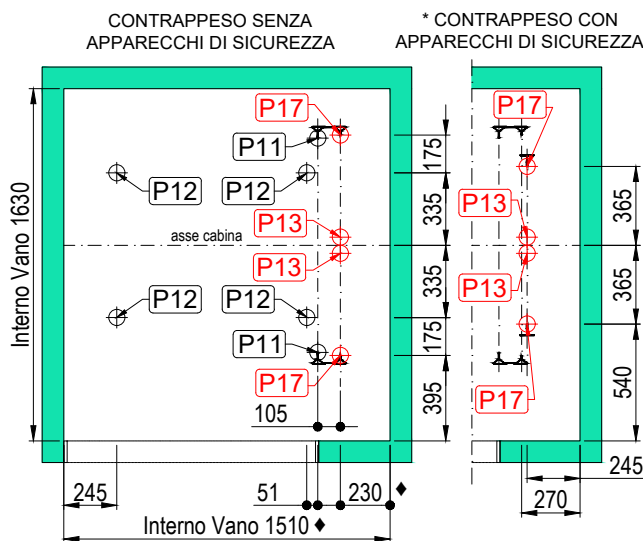 CONTRAPPESO SENZA
APPARECCHI DI SICUREZZA
* CONTRAPPESO CON
APPARECCHI DI SICUREZZA
P17
P11
P12
P12
P13
asse cabina
P13
P12
P12
P11
P17
105
Interno Vano 1630
175
335
335
175
395
245
51
230 ♦
Interno Vano 1510 ♦
P17
P13
P13
P17
365
365
540
245
270